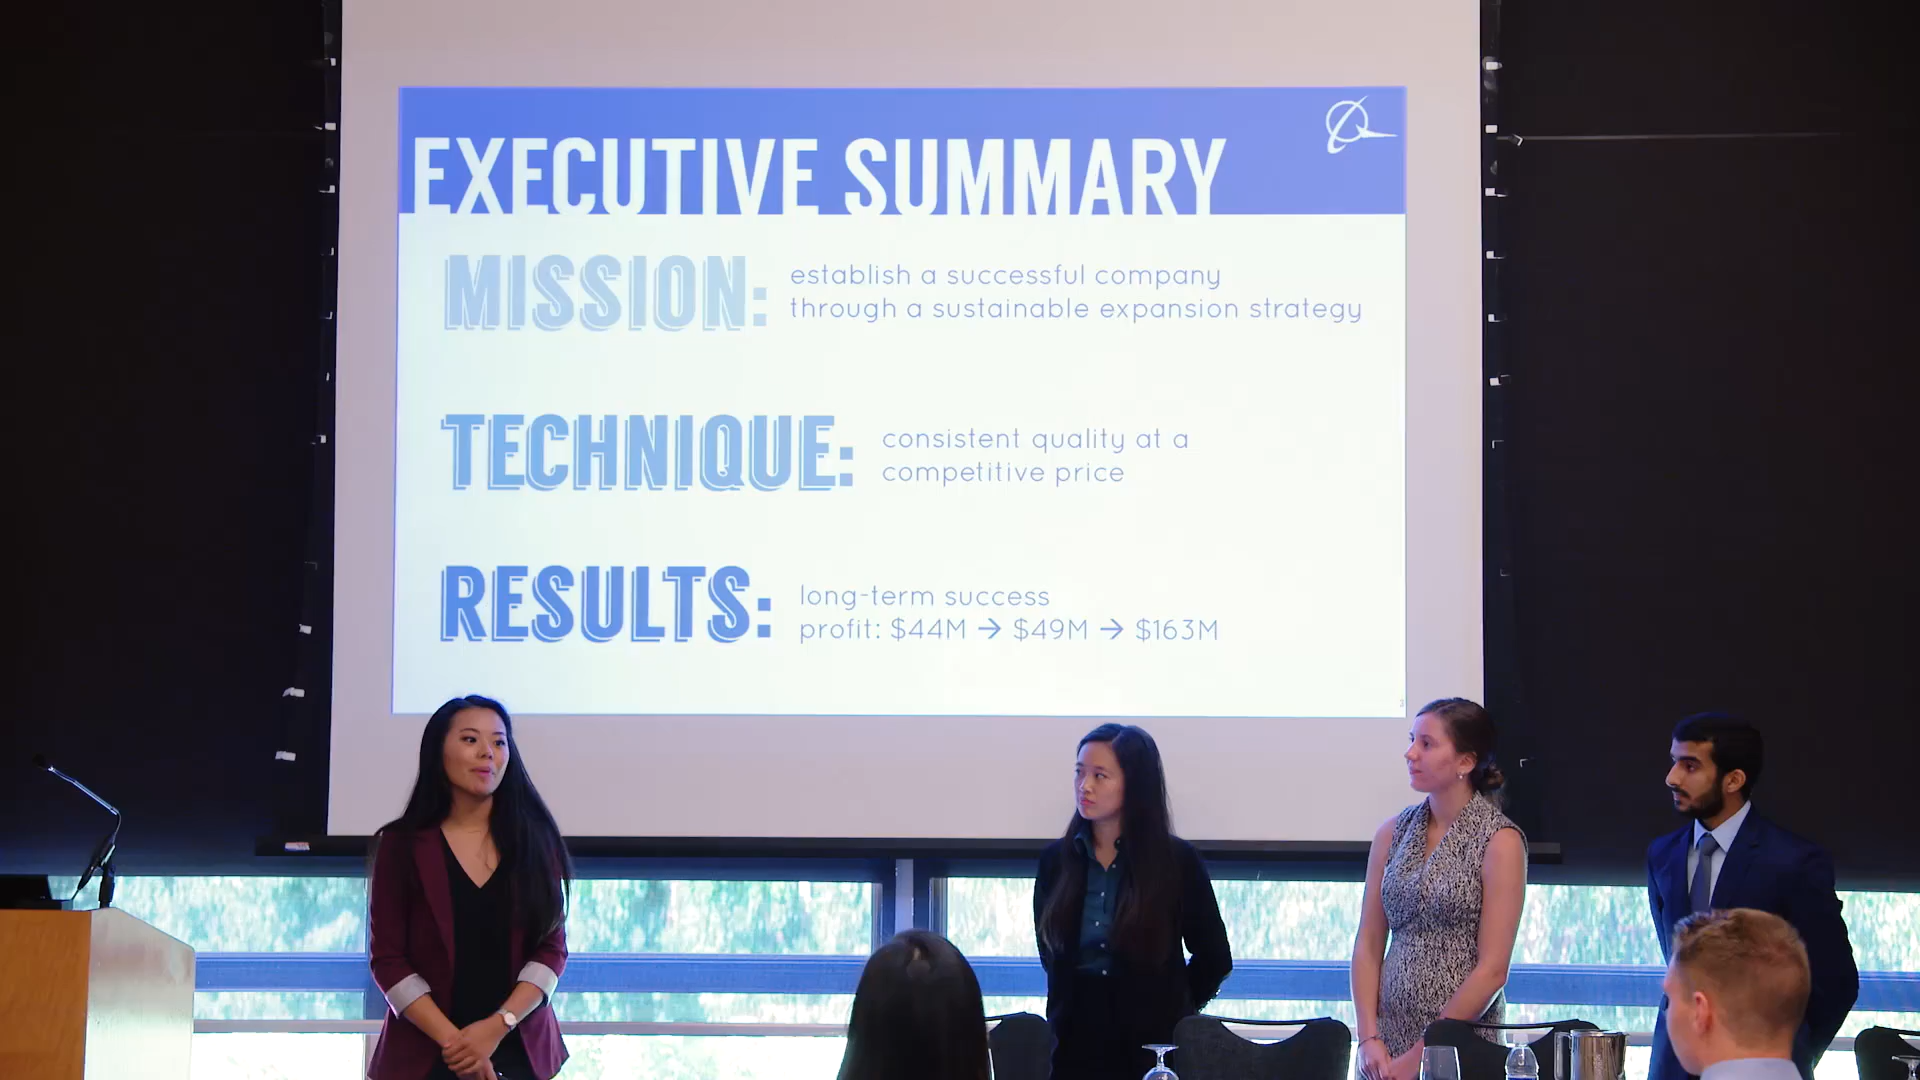 EXECUTIVE SUMMARY
MISSION: establish a successful company
through a sustainable expansion strategy
TECHNIQUE: consistent quality at a
competitive price
RESULTS: long-term success
profit: $44M → $49M → $163M
3